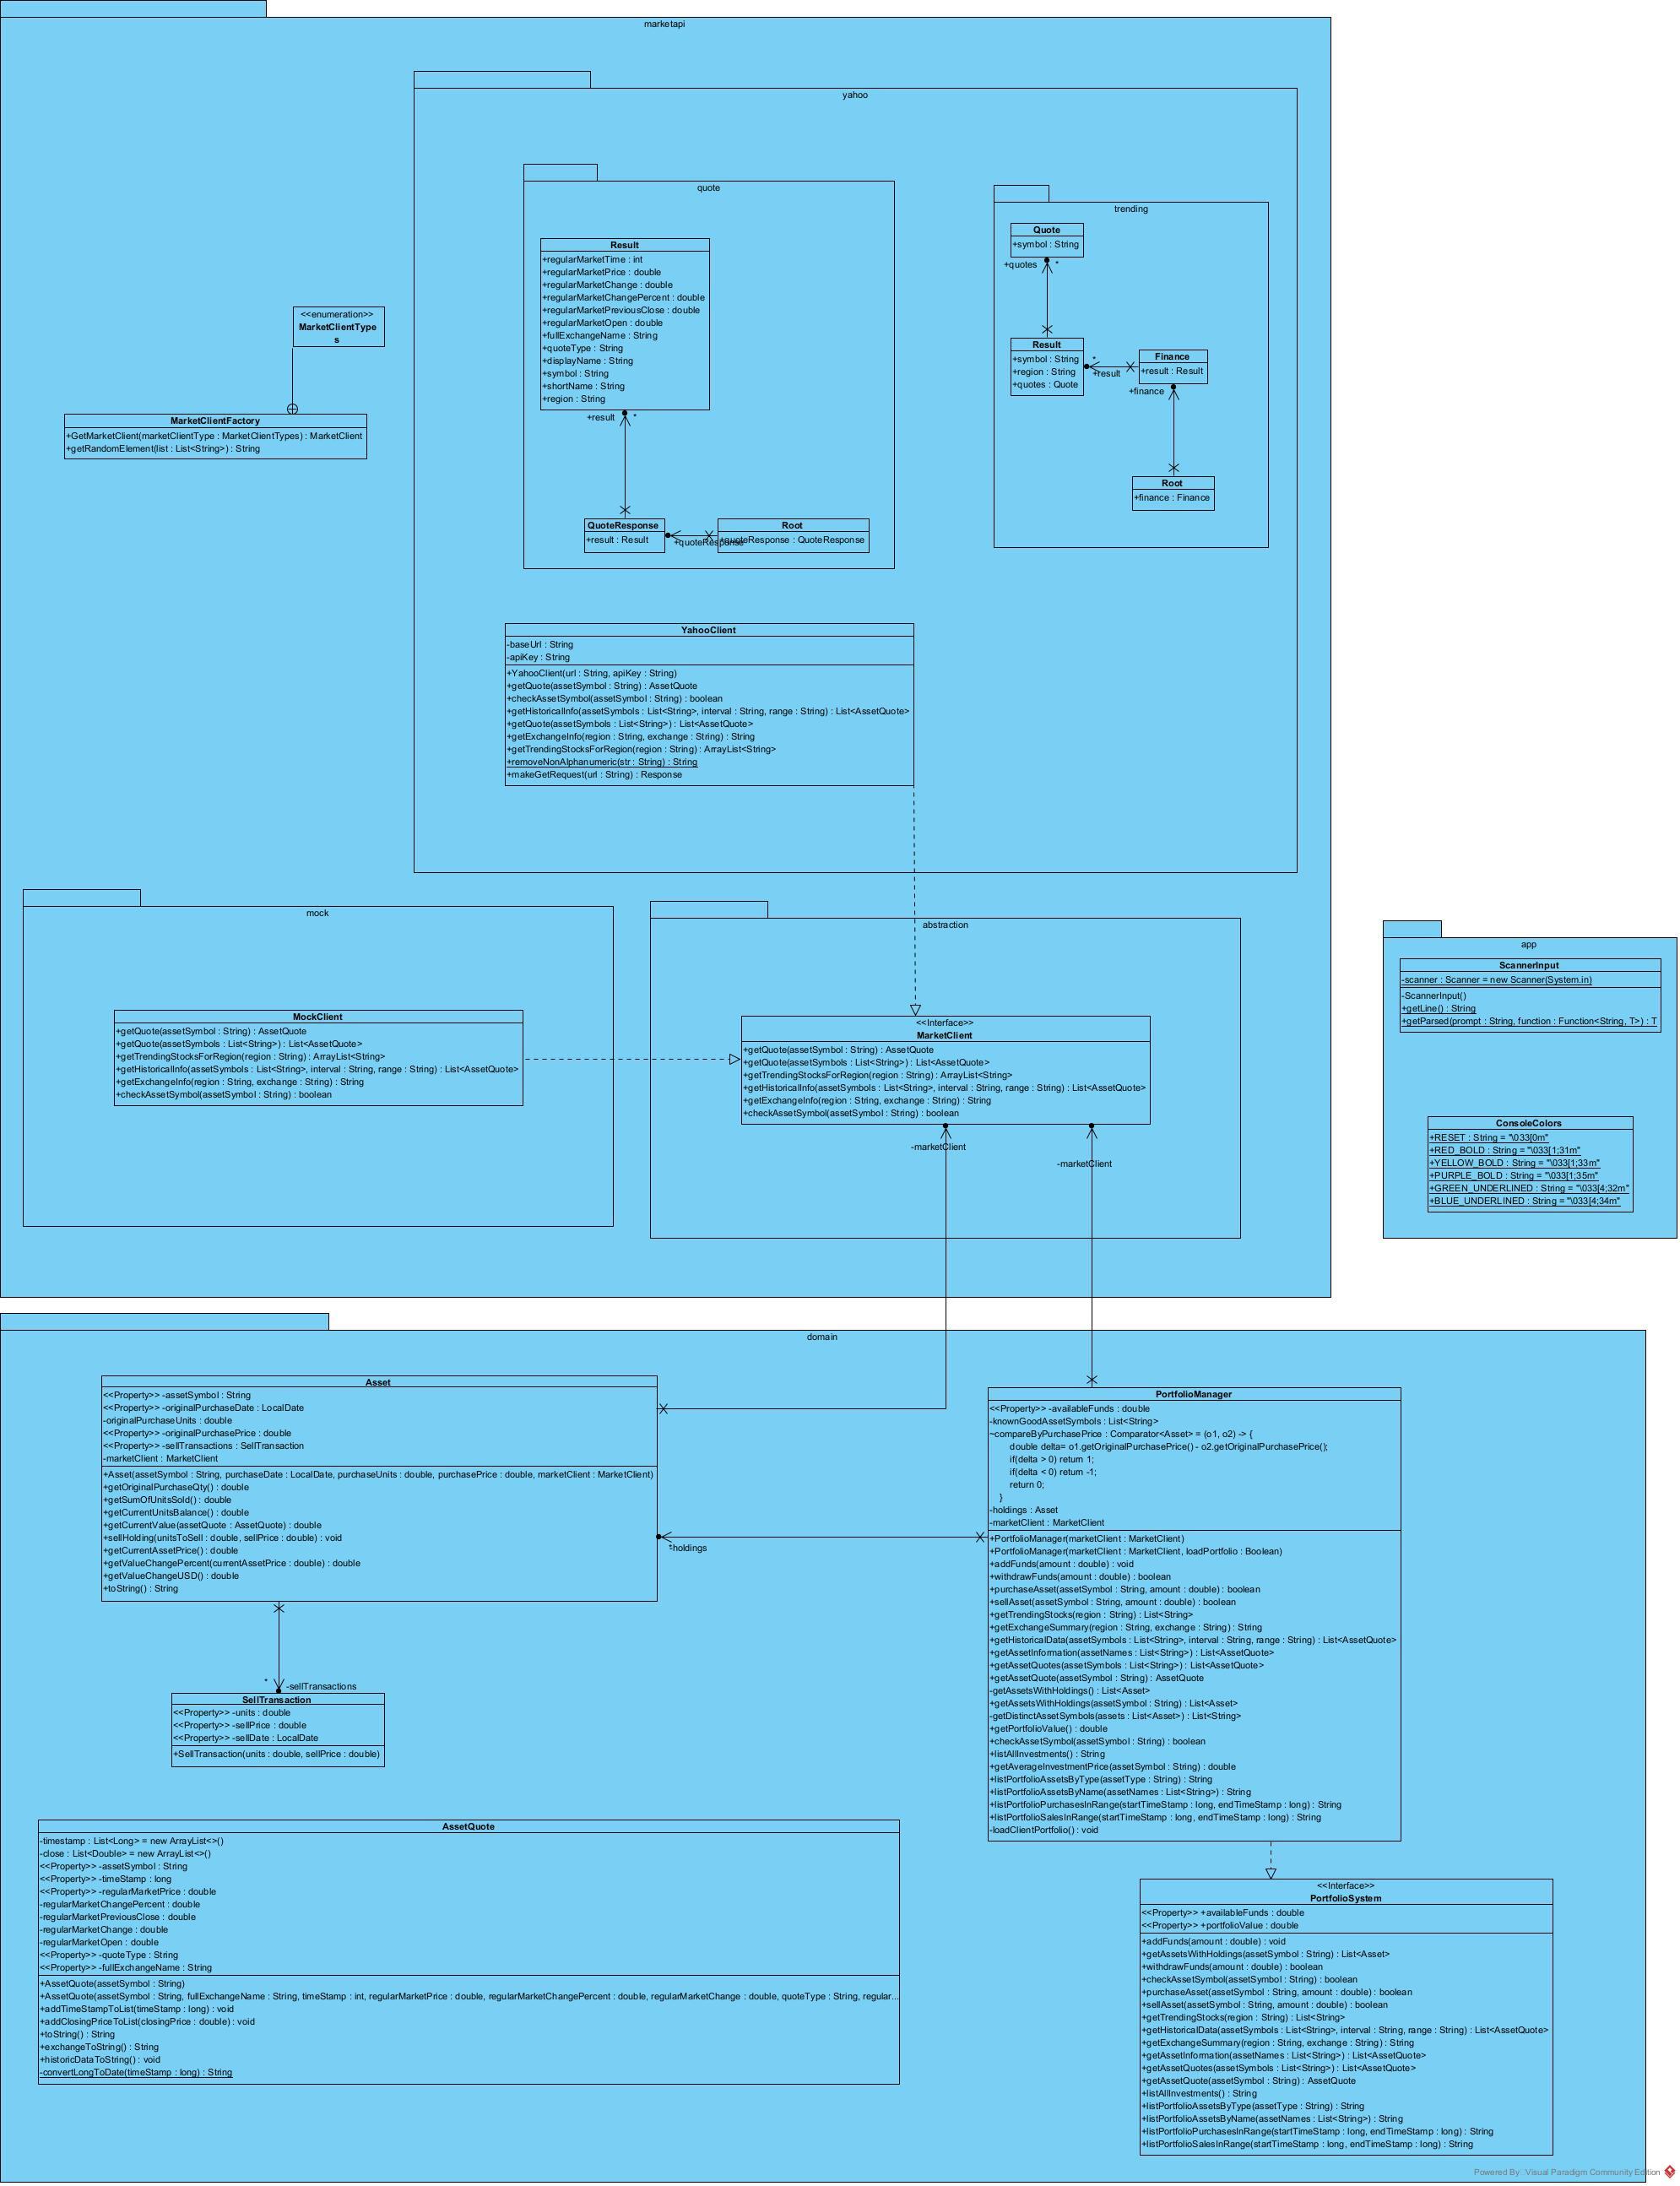 marketapi
yahoo
quote
Result
+regularMarketTime : int
+regularMarketPrice : double
+regularMarketChange : double
+regularMarketChangePercent : double
+regularMarketPreviousClose : double
+regularMarketOpen : double
+fullExchangeName : String
+quoteType : String
+displayName : String
+symbol : String
+shortName : String
+region : String
+result
*
QuoteResponse
+result : Result
+quoteResponse
Root
+quoteResponse : QuoteResponse
trending
Quote
+symbol : String
+quotes
*
Result
+symbol : String
+region : String
+quotes : Quote
*
+result
Finance
+result : Result
+finance
Root
+finance : Finance
<<enumeration>>
MarketClientType
s
MarketClientFactory
+GetMarketClient(marketClientType : MarketClientTypes) : MarketClient
+getRandomElement(list : List<String>) : String
YahooClient
-baseUrl : String
-apiKey : String
+YahooClient(url : String, apiKey : String)
+getQuote(assetSymbol : String) : AssetQuote
+checkAssetSymbol(assetSymbol : String) : boolean
+getHistoricalInfo(assetSymbols : List<String>, interval : String, range : String) : List<AssetQuote>
+getQuote(assetSymbols : List<String>) : List<AssetQuote>
+getExchangeInfo(region : String, exchange : String) : String
+getTrendingStocksForRegion(region : String) : ArrayList<String>
+removeNonAlphanumeric(str : String) : String
+makeGetRequest(url : String) : Response
mock
MockClient
+getQuote(assetSymbol : String) : AssetQuote
+getQuote(assetSymbols : List<String>) : List<AssetQuote>
+getTrendingStocksForRegion(region : String) : ArrayList<String>
+getHistoricalInfo(assetSymbols : List<String>, interval : String, range : String) : List<AssetQuote>
+getExchangeInfo(region : String, exchange : String) : String
+checkAssetSymbol(assetSymbol : String) : boolean
abstraction
<<Interface>>
MarketClient
+getQuote(assetSymbol : String) : AssetQuote
+getQuote(assetSymbols : List<String>) : List<AssetQuote>
+getTrendingStocksForRegion(region : String) : ArrayList<String>
+getHistoricalInfo(assetSymbols : List<String>, interval : String, range : String) : List<AssetQuote>
+getExchangeInfo(region : String, exchange : String) : String
+checkAssetSymbol(assetSymbol : String) : boolean
-marketClient
-marketClient
app
ScannerInput
-scanner : Scanner = new Scanner(System.in)
-ScannerInput()
+getLine() : String
+getParsed(prompt : String, function : Function<String, T>) : T
ConsoleColors
+RESET : String = "\033[0m"
+RED_BOLD : String = "\033[1;31m"
+YELLOW_BOLD : String = "\033[1;33m"
+PURPLE_BOLD : String = "\033[1;35m"
+GREEN_UNDERLINED : String = "\033[4;32m"
+BLUE_UNDERLINED : String = "\033[4;34m"
domain
Asset
<<Property>> -assetSymbol : String
<<Property>> -originalPurchaseDate : LocalDate
-originalPurchaseUnits : double
<<Property>> -originalPurchasePrice : double
<<Property>> -sellTransactions : SellTransaction
-marketClient : MarketClient
+Asset(assetSymbol : String, purchaseDate : LocalDate, purchaseUnits : double, purchasePrice : double, marketClient : MarketClient)
+getOriginalPurchaseQty() : double
+getSumOfUnitsSold() : double
+getCurrentUnitsBalance() : double
+getCurrentValue(assetQuote : AssetQuote) : double
+sellHolding(unitsToSell : double, sellPrice : double) : void
+getCurrentAssetPrice() : double
+getValueChangePercent(currentAssetPrice : double) : double
+getValueChangeUSD() : double
+toString() : String
-holdings
*
-sellTransactions
SellTransaction
<<Property>> -units : double
<<Property>> -sellPrice : double
<<Property>> -sellDate : LocalDate
+SellTransaction(units : double, sellPrice : double)
PortfolioManager
<<Property>> -availableFunds : double
-knownGoodAssetSymbols : List<String>
~compareByPurchasePrice : Comparator<Asset> = (o1, o2) -> {
double delta= o1.getOriginalPurchasePrice() - o2.getOriginalPurchasePrice();
if(delta > 0) return 1;
if(delta < 0) return -1;
return 0;
}
-holdings : Asset
-marketClient : MarketClient
+PortfolioManager(marketClient : MarketClient)
+PortfolioManager(marketClient : MarketClient, loadPortfolio : Boolean)
+addFunds(amount : double) : void
+withdrawFunds(amount : double) : boolean
+purchaseAsset(assetSymbol : String, amount : double) : boolean
+sellAsset(assetSymbol : String, amount : double) : boolean
+getTrendingStocks(region : String) : List<String>
+getExchangeSummary(region : String, exchange : String) : String
+getHistoricalData(assetSymbols : List<String>, interval : String, range : String) : List<AssetQuote>
+getAssetInformation(assetNames : List<String>) : List<AssetQuote>
+getAssetQuotes(assetSymbols : List<String>) : List<AssetQuote>
+getAssetQuote(assetSymbol : String) : AssetQuote
-getAssetsWithHoldings() : List<Asset>
+getAssetsWithHoldings(assetSymbol : String) : List<Asset>
-getDistinctAssetSymbols(assets : List<Asset>) : List<String>
+getPortfolioValue() : double
+checkAssetSymbol(assetSymbol : String) : boolean
+listAllInvestments() : String
+getAverageInvestmentPrice(assetSymbol : String) : double
+listPortfolioAssetsByType(assetType : String) : String
+listPortfolioAssetsByName(assetNames : List<String>) : String
+listPortfolioPurchasesInRange(startTimeStamp : long, endTimeStamp : long) : String
+listPortfolioSalesInRange(startTimeStamp : long, endTimeStamp : long) : String
-loadClientPortfolio() : void
AssetQuote
-timestamp : List<Long> = new ArrayList<>()
-close : List<Double> = new ArrayList<>()
<<Property>> -assetSymbol : String
<<Property>> -timeStamp : long
<<Property>> -regularMarketPrice : double
-regularMarketChangePercent : double
-regularMarketPreviousClose : double
-regularMarketChange : double
-regularMarketOpen : double
<<Property>> -quoteType : String
<<Property>> -fullExchangeName : String
+AssetQuote(assetSymbol : String)
+AssetQuote(assetSymbol : String, fullExchangeName : String, timeStamp : int, regularMarketPrice : double, regularMarketChangePercent : double, regularMarketChange : double, quoteType : String, regular...
+addTimeStampToList(timeStamp : long) : void
+addClosingPriceToList(closingPrice : double) : void
+toString() : String
+exchangeToString() : String
+historicDataToString() : void
-convertLongToDate(timeStamp : long) : String
<<Interface>>
PortfolioSystem
<<Property>> +availableFunds : double
<<Property>> +portfolioValue : double
+addFunds(amount : double) : void
+getAssetsWithHoldings(assetSymbol : String) : List<Asset>
+withdrawFunds(amount : double) : boolean
+checkAssetSymbol(assetSymbol : String) : boolean
+purchaseAsset(assetSymbol : String, amount : double) : boolean
+sellAsset(assetSymbol : String, amount : double) : boolean
+getTrendingStocks(region : String) : List<String>
+getHistoricalData(assetSymbols : List<String>, interval : String, range : String) : List<AssetQuote>
+getExchangeSummary(region : String, exchange : String) : String
+getAssetInformation(assetNames : List<String>) : List<AssetQuote>
+getAssetQuotes(assetSymbols : List<String>) : List<AssetQuote>
+getAssetQuote(assetSymbol : String) : AssetQuote
+listAllInvestments() : String
+listPortfolioAssetsByType(assetType : String) : String
+listPortfolioAssetsByName(assetNames : List<String>) : String
+listPortfolioPurchasesInRange(startTimeStamp : long, endTimeStamp : long) : String
+listPortfolioSalesInRange(startTimeStamp : long, endTimeStamp : long) : String
Powered By: Visual Paradigm Community Edition